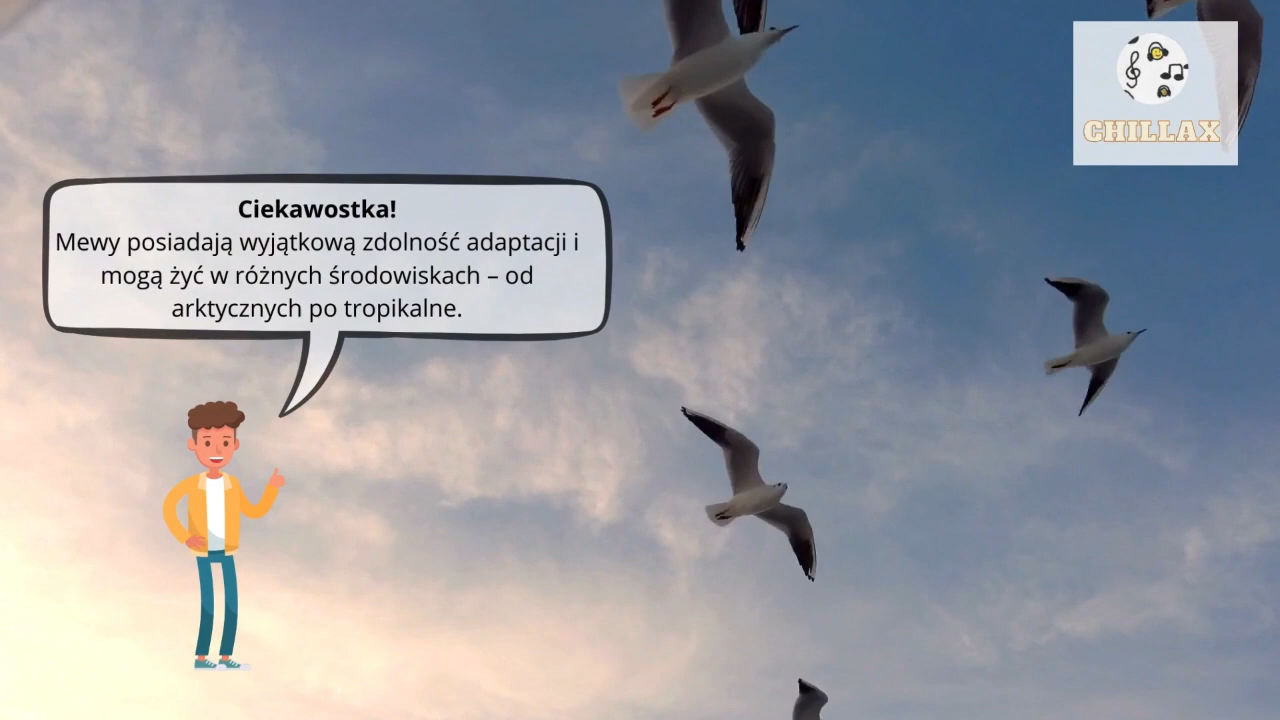 CHILLAX
Ciekawostka!
Mewy posiadają wyjątkową zdolność adaptacji i
mogą żyć w różnych środowiskach – od
arktycznych po tropikalne.